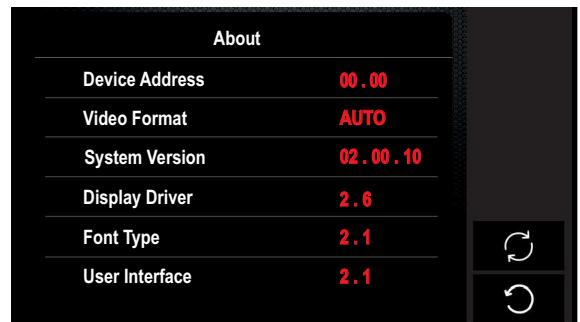 About
Device Address 00.00
Video Format AUTO
System Version 02.00.10
Display Driver 2.6
Font Type 2.1
User Interface 2.1